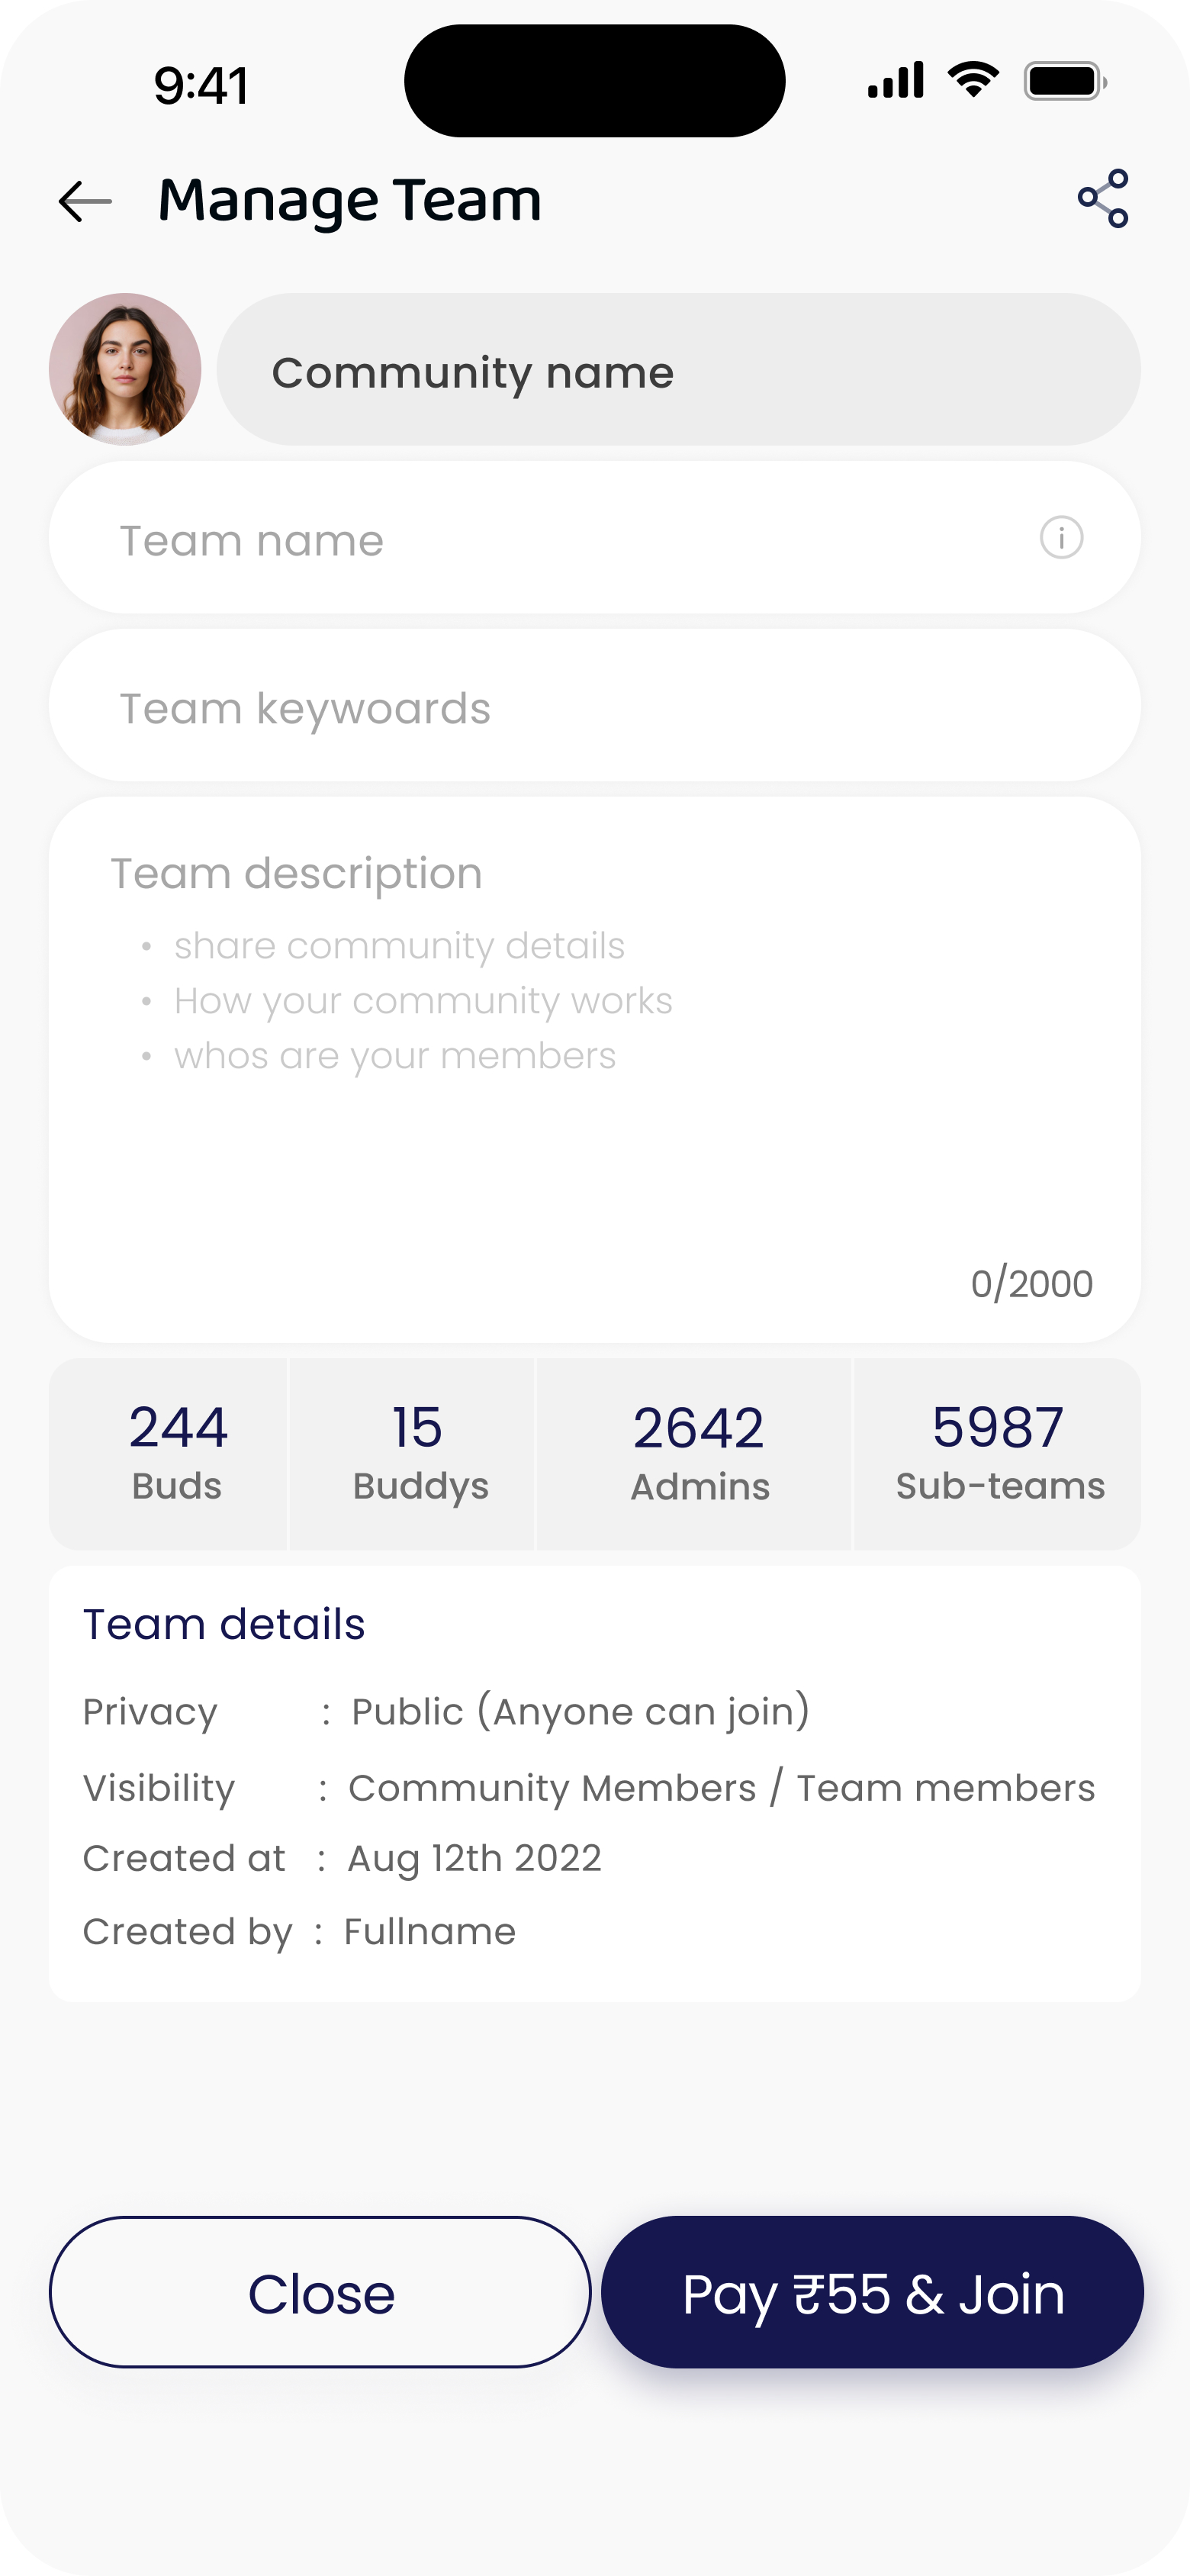 9:41
Manage Team
Community name
Team name
Team keywoards
Team description
• share community details
• How your community works
• whos are your members
0/2000
244 15 2642 5987
Buds Buddys Admins Sub-teams
Team details
Privacy : Public (Anyone can join)
Visibility : Community Members / Team members
Created at : Aug 12th 2022
Created by : Fullname
Close Pay ₹55 & Join